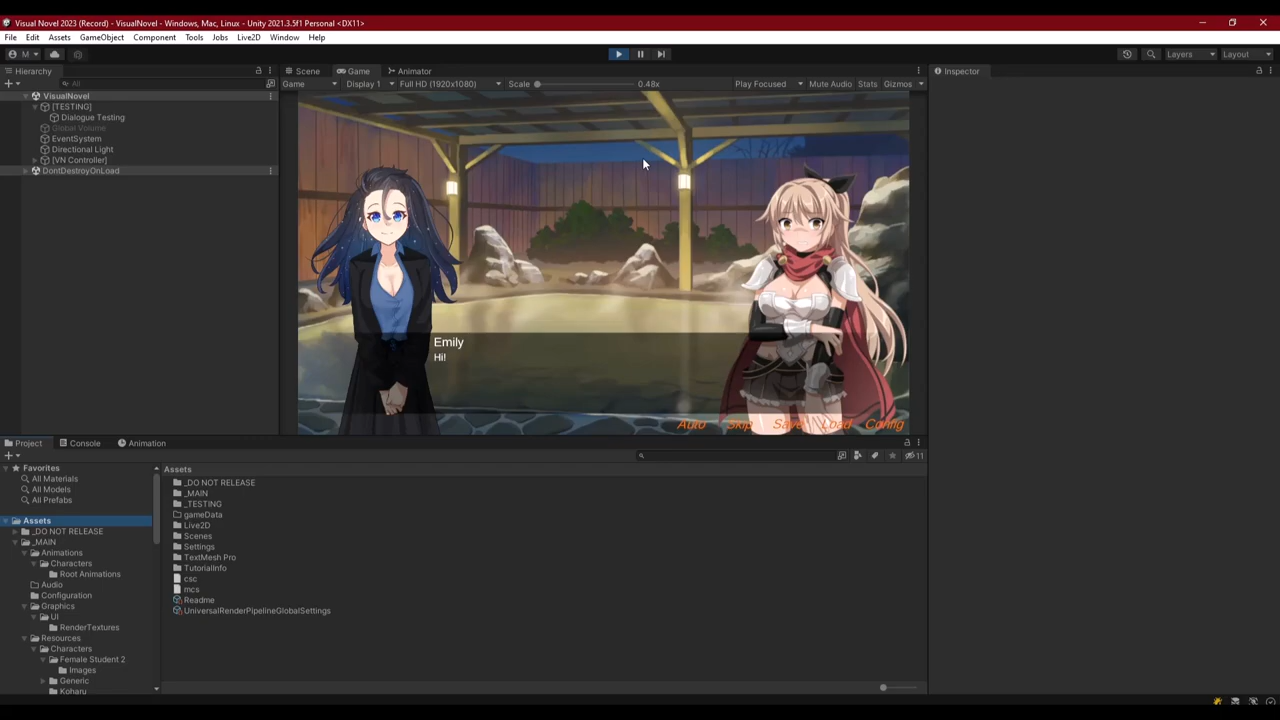 Visual Novel 2023 (Record) - VisualNovel - Windows, Mac, Linux - Unity 2021.3.5f1 Personal <DX11>
File Edit Assets GameObject Component Tools Jobs Live2D Window Help
M Layers Layout
Hierarchy
All
VisualNovel
[TESTING]
Dialogue Testing
Global Volume
EventSystem
Directional Light
[VN Controller]
DontDestroyOnLoad
Scene Game Animator
Game Display 1 Full HD (1920x1080) Scale 0.48x Play Focused Mute Audio Stats Gizmos
Emily
Hi!
Auto Skip Save Load Config
Inspector
Project Console Animation
11
Favorites
All Materials
All Models
All Prefabs
Assets
_DO NOT RELEASE
_MAIN
Animations
Characters
Root Animations
Audio
Configuration
Graphics
UI
RenderTextures
Resources
Characters
Female Student 2
Images
Generic
Koharu
Assets
_DO NOT RELEASE
_MAIN
_TESTING
gameData
Live2D
Scenes
Settings
TextMesh Pro
TutorialInfo
csc
mcs
Readme
UniversalRenderPipelineGlobalSettings